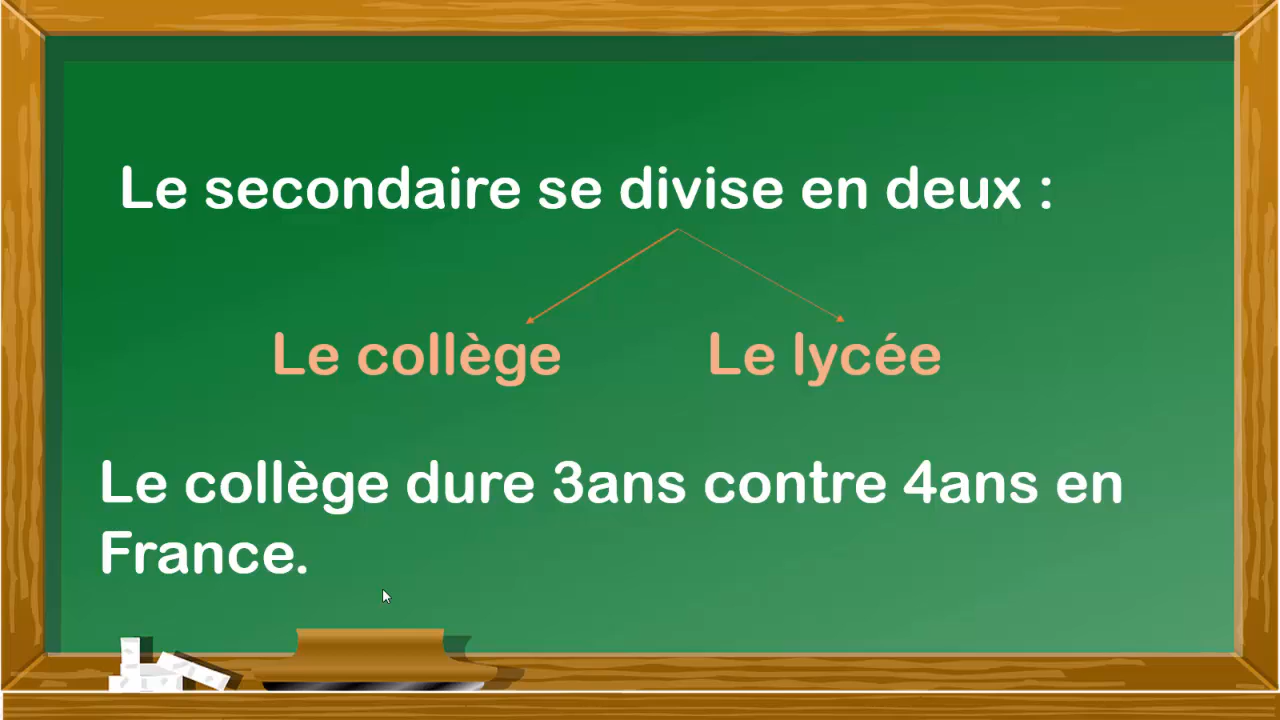 Le secondaire se divise en deux :
Le collège
Le lycée
Le collège dure 3ans contre 4ans en
France.